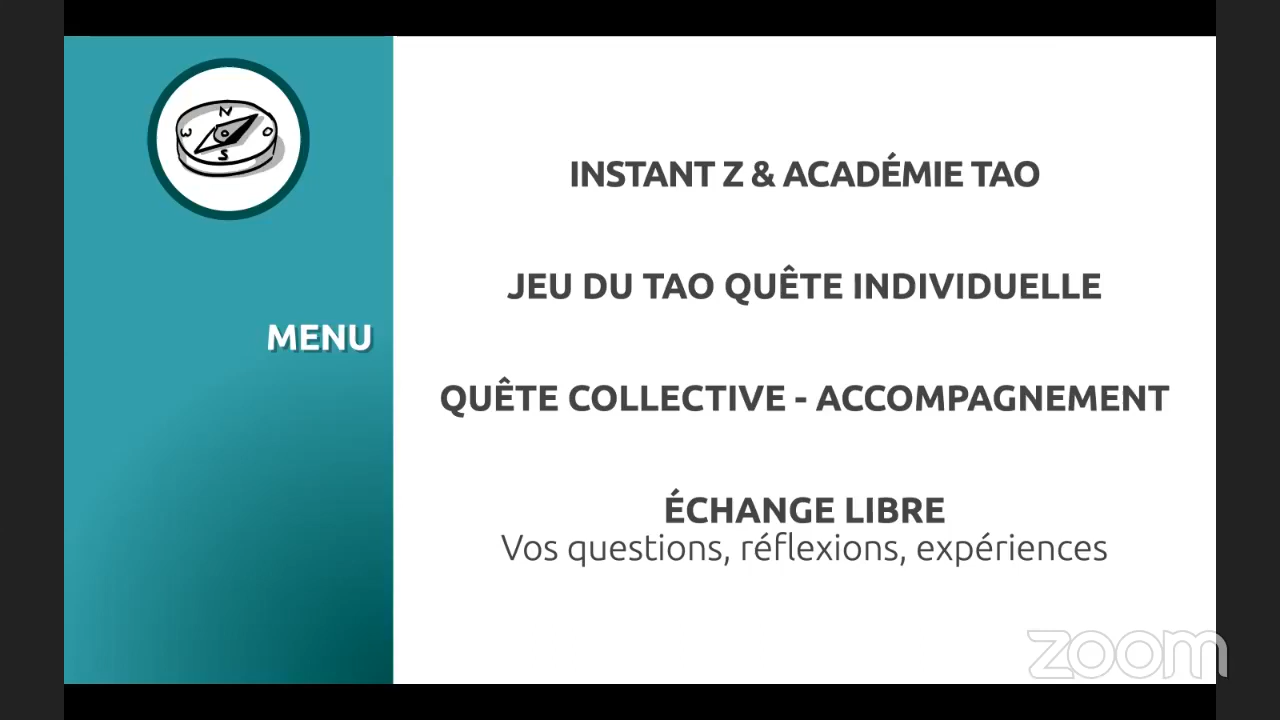 N
W
O
S
MENU
INSTANT Z & ACADÉMIE TAO
JEU DU TAO QUÊTE INDIVIDUELLE
QUÊTE COLLECTIVE - ACCOMPAGNEMENT
ÉCHANGE LIBRE
Vos questions, réflexions, expériences
zoom